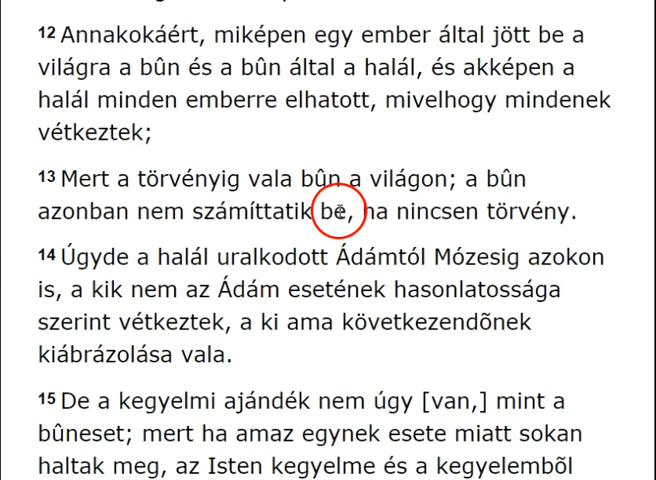 12 Annakokáért, miképen egy ember által jött be a
világra a bûn és a bûn által a halál, és akképen a
halál minden emberre elhatott, mivelhogy mindenek
vétkeztek;
13 Mert a törvényig vala bûn a világon; a bûn
azonban nem számíttatik be, ha nincsen törvény.
14 Úgyde a halál uralkodott Ádámtól Mózesig azokon
is, a kik nem az Ádám esetének hasonlatossága
szerint vétkeztek, a ki ama következendõnek
kiábrázolása vala.
15 De a kegyelmi ajándék nem úgy [van,] mint a
bûneset; mert ha amaz egynek esete miatt sokan
haltak meg, az Isten kegyelme és a kegyelembõl